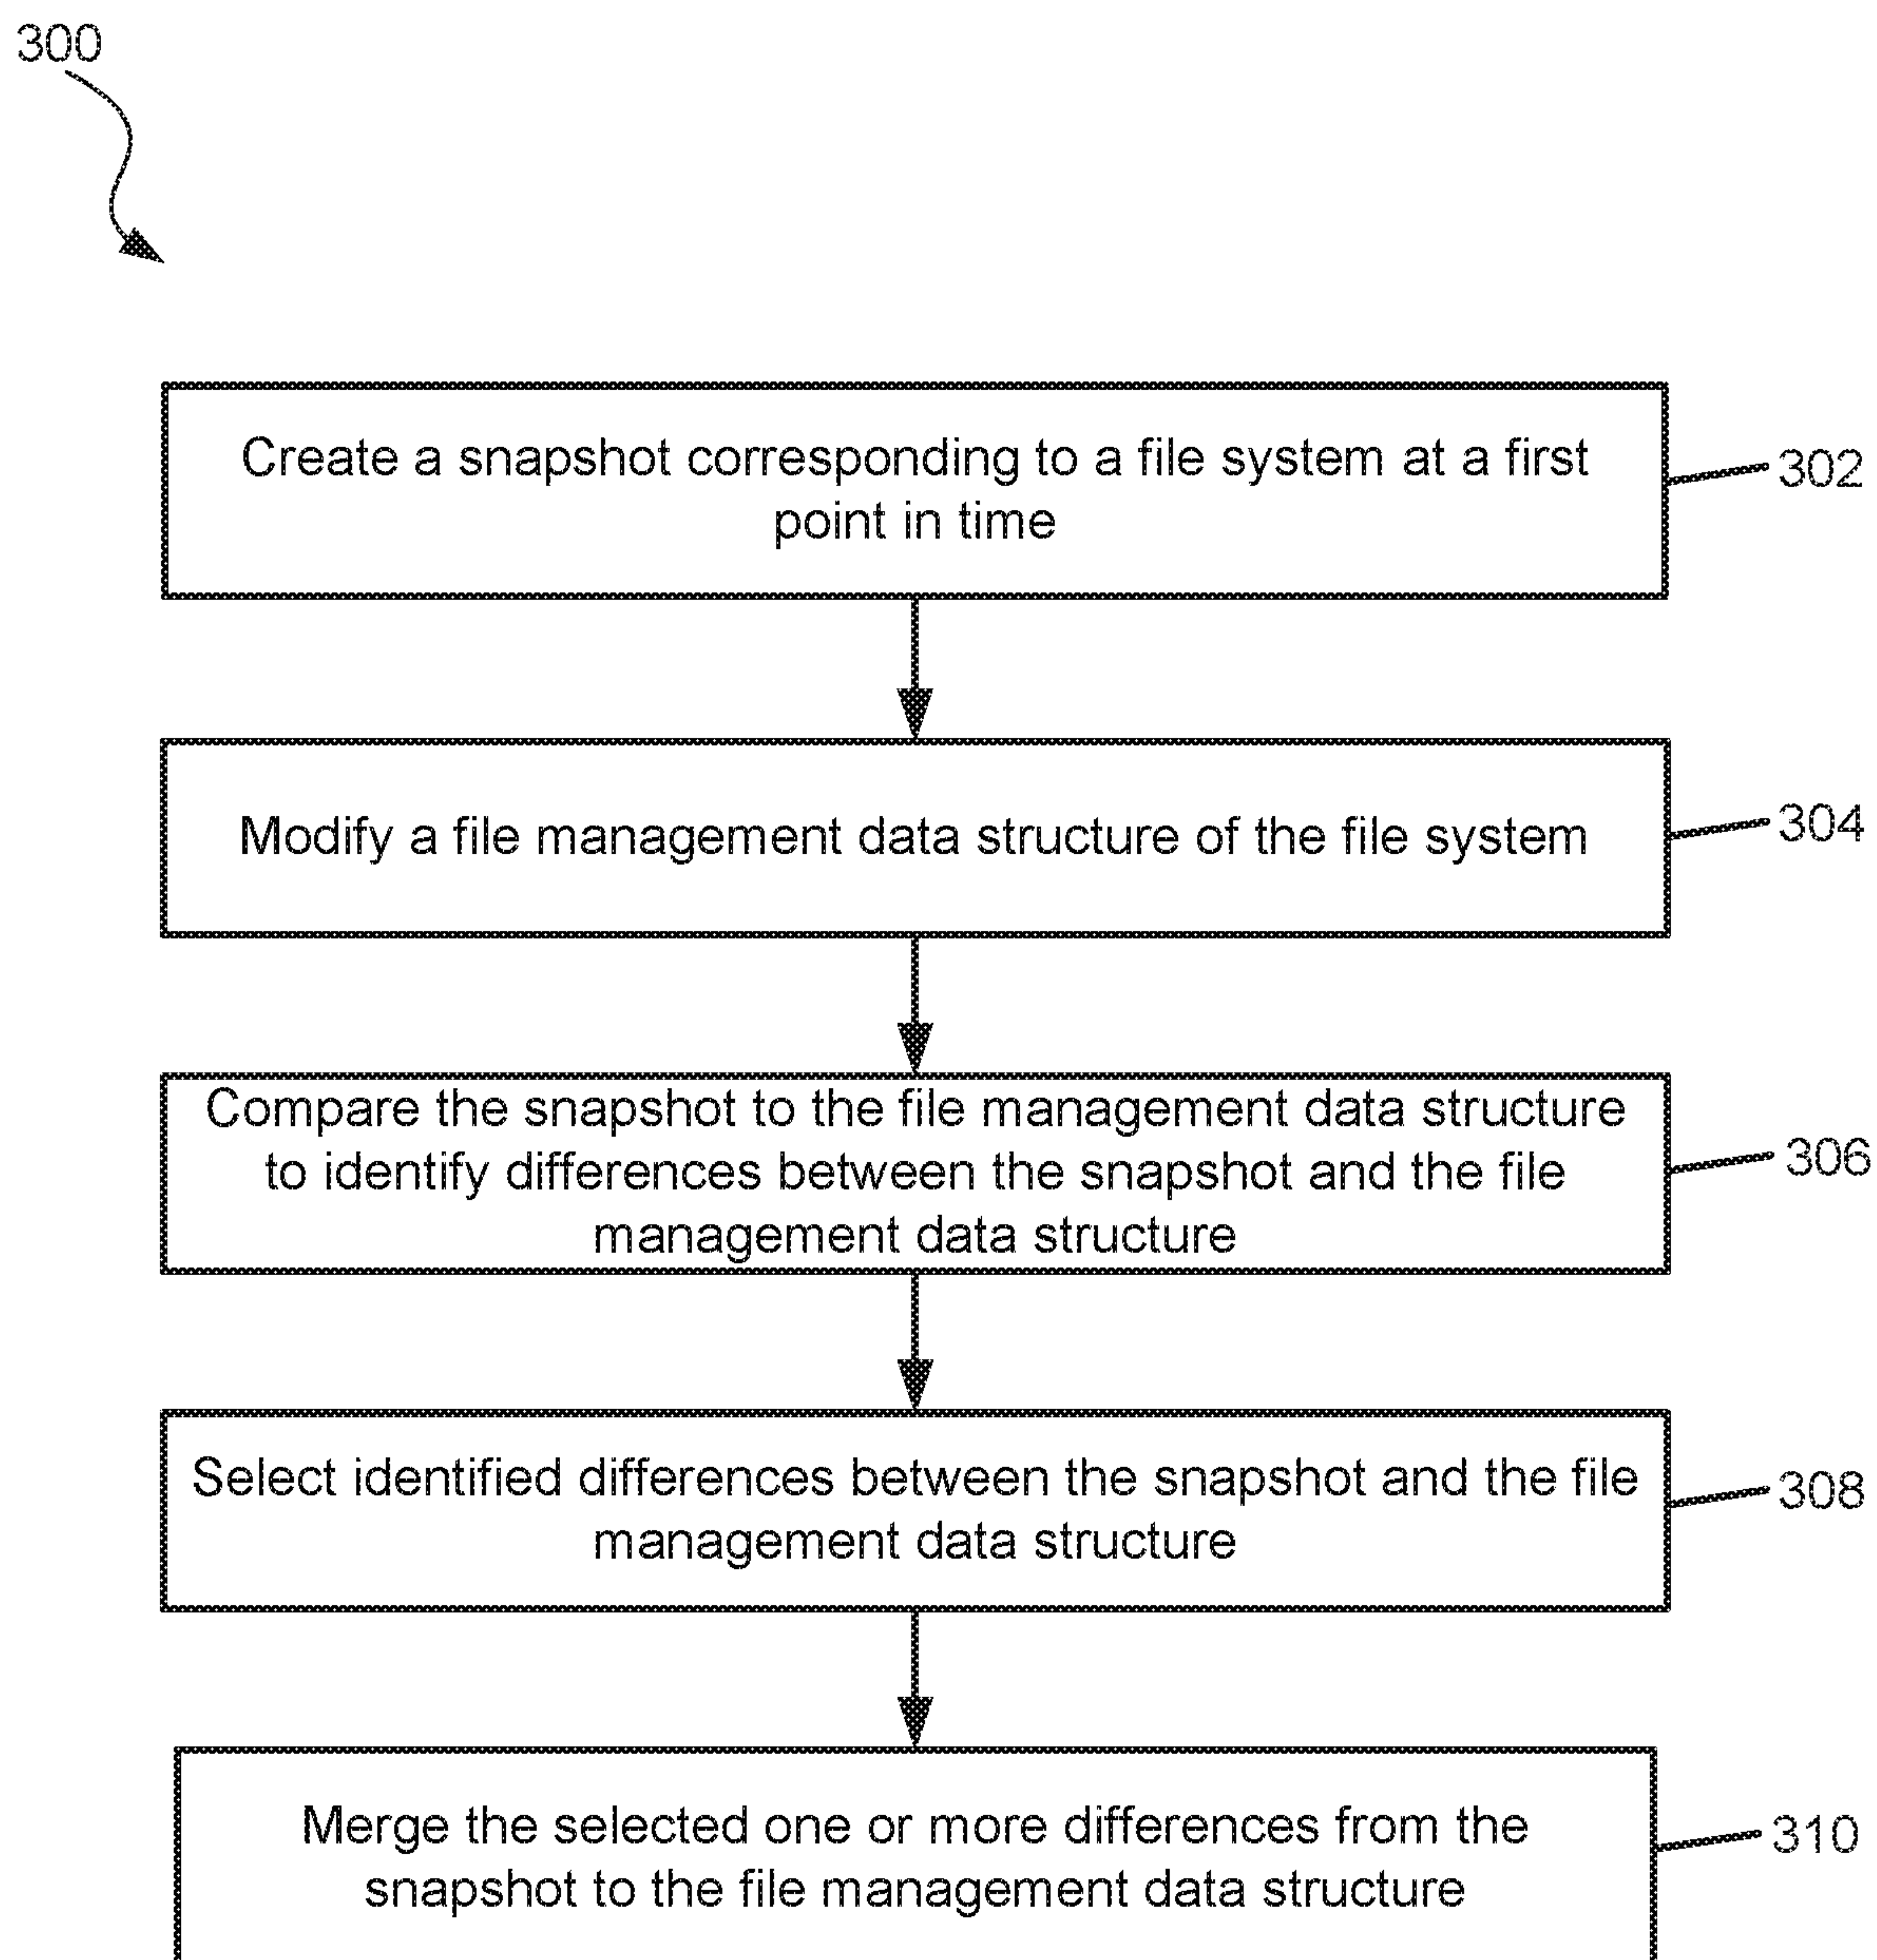 300
Create a snapshot corresponding to a file system at a first
point in time
302
Modify a file management data structure of the file system
304
Compare the snapshot to the file management data structure
to identify differences between the snapshot and the file
management data structure
306
Select identified differences between the snapshot and the file
management data structure
308
Merge the selected one or more differences from the
snapshot to the file management data structure
310